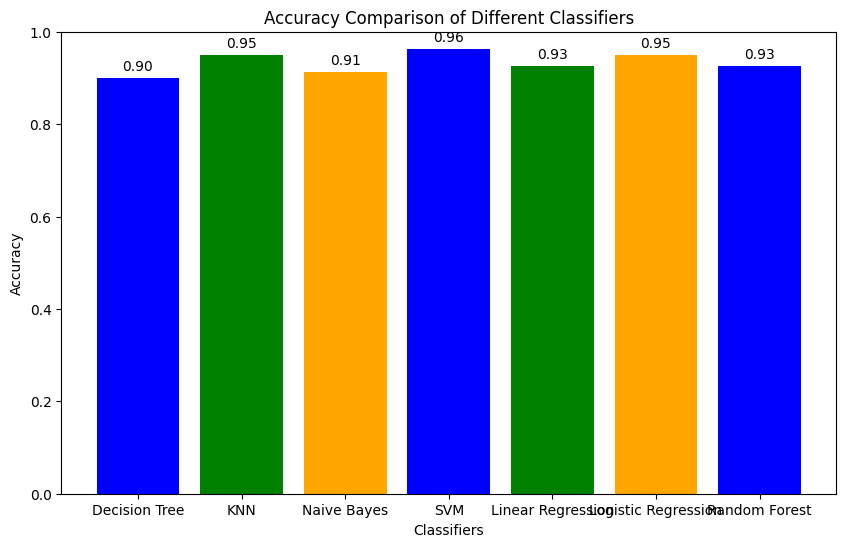 Accuracy Comparison of Different Classifiers
1.0
0.90
0.95
0.91
0.96
0.93
0.95
0.93
0.8
0.6
Accuracy
0.4
0.2
0.0
Decision Tree
KNN
Naive Bayes
SVM
Linear Regression
Logistic Regression
Random Forest
Classifiers